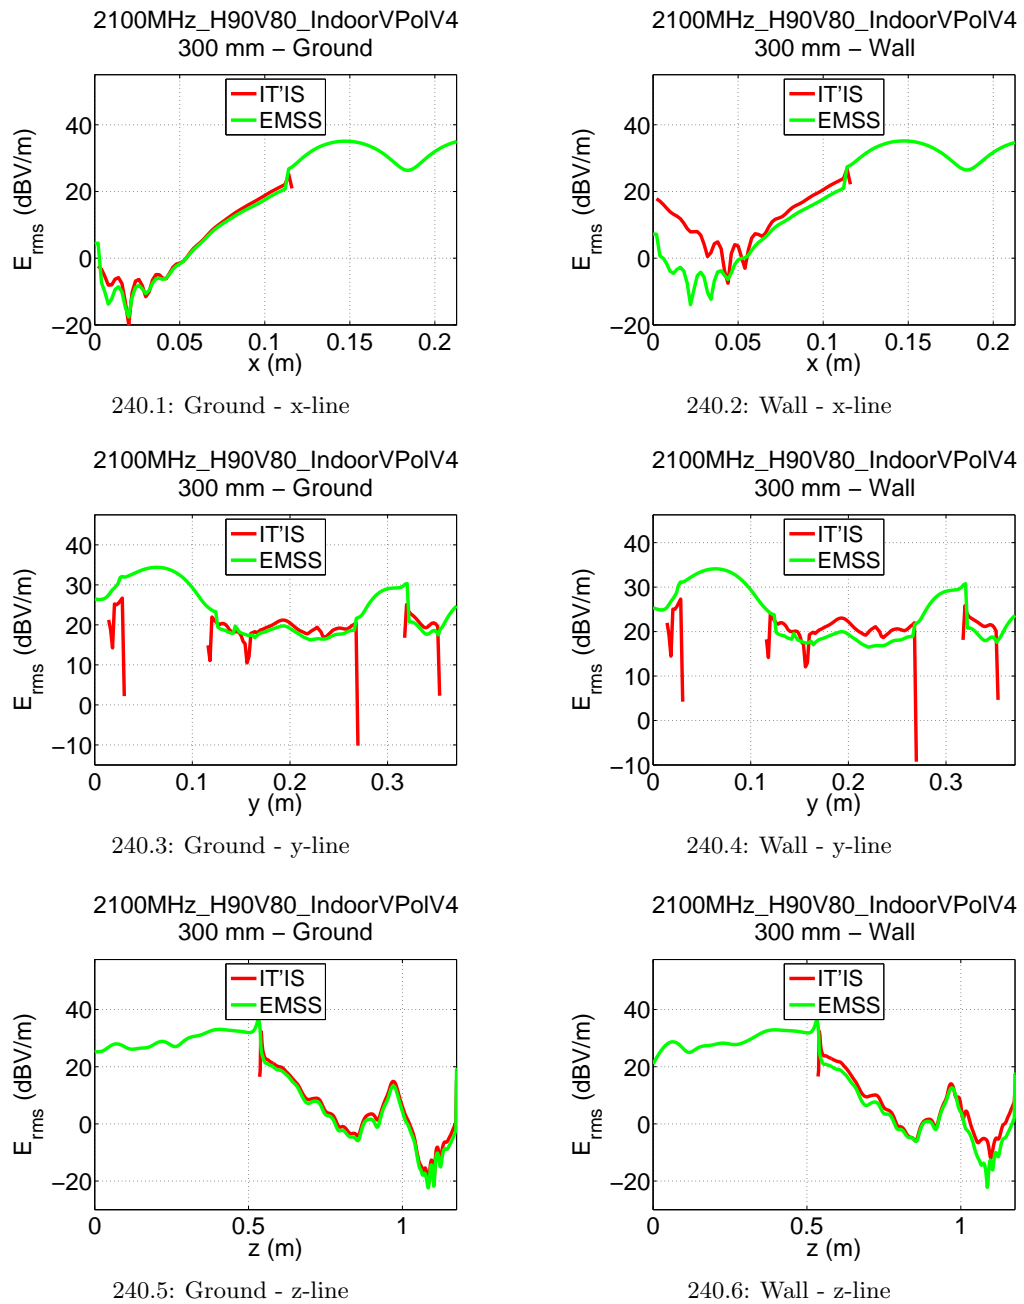 2100MHz_H90V80_IndoorVPolV4
300 mm – Ground
IT'IS
EMSS
E_rms (dBV/m)
40
20
0
−20
0
0.05
0.1
0.15
0.2
x (m)
240.1: Ground - x-line
2100MHz_H90V80_IndoorVPolV4
300 mm – Wall
IT'IS
EMSS
E_rms (dBV/m)
40
20
0
−20
0
0.05
0.1
0.15
0.2
x (m)
240.2: Wall - x-line
2100MHz_H90V80_IndoorVPolV4
300 mm – Ground
IT'IS
EMSS
E_rms (dBV/m)
40
30
20
10
0
−10
0
0.1
0.2
0.3
y (m)
240.3: Ground - y-line
2100MHz_H90V80_IndoorVPolV4
300 mm – Wall
IT'IS
EMSS
E_rms (dBV/m)
40
30
20
10
0
−10
0
0.1
0.2
0.3
y (m)
240.4: Wall - y-line
2100MHz_H90V80_IndoorVPolV4
300 mm – Ground
IT'IS
EMSS
E_rms (dBV/m)
40
20
0
−20
0
0.5
1
z (m)
240.5: Ground - z-line
2100MHz_H90V80_IndoorVPolV4
300 mm – Wall
IT'IS
EMSS
E_rms (dBV/m)
40
20
0
−20
0
0.5
1
z (m)
240.6: Wall - z-line